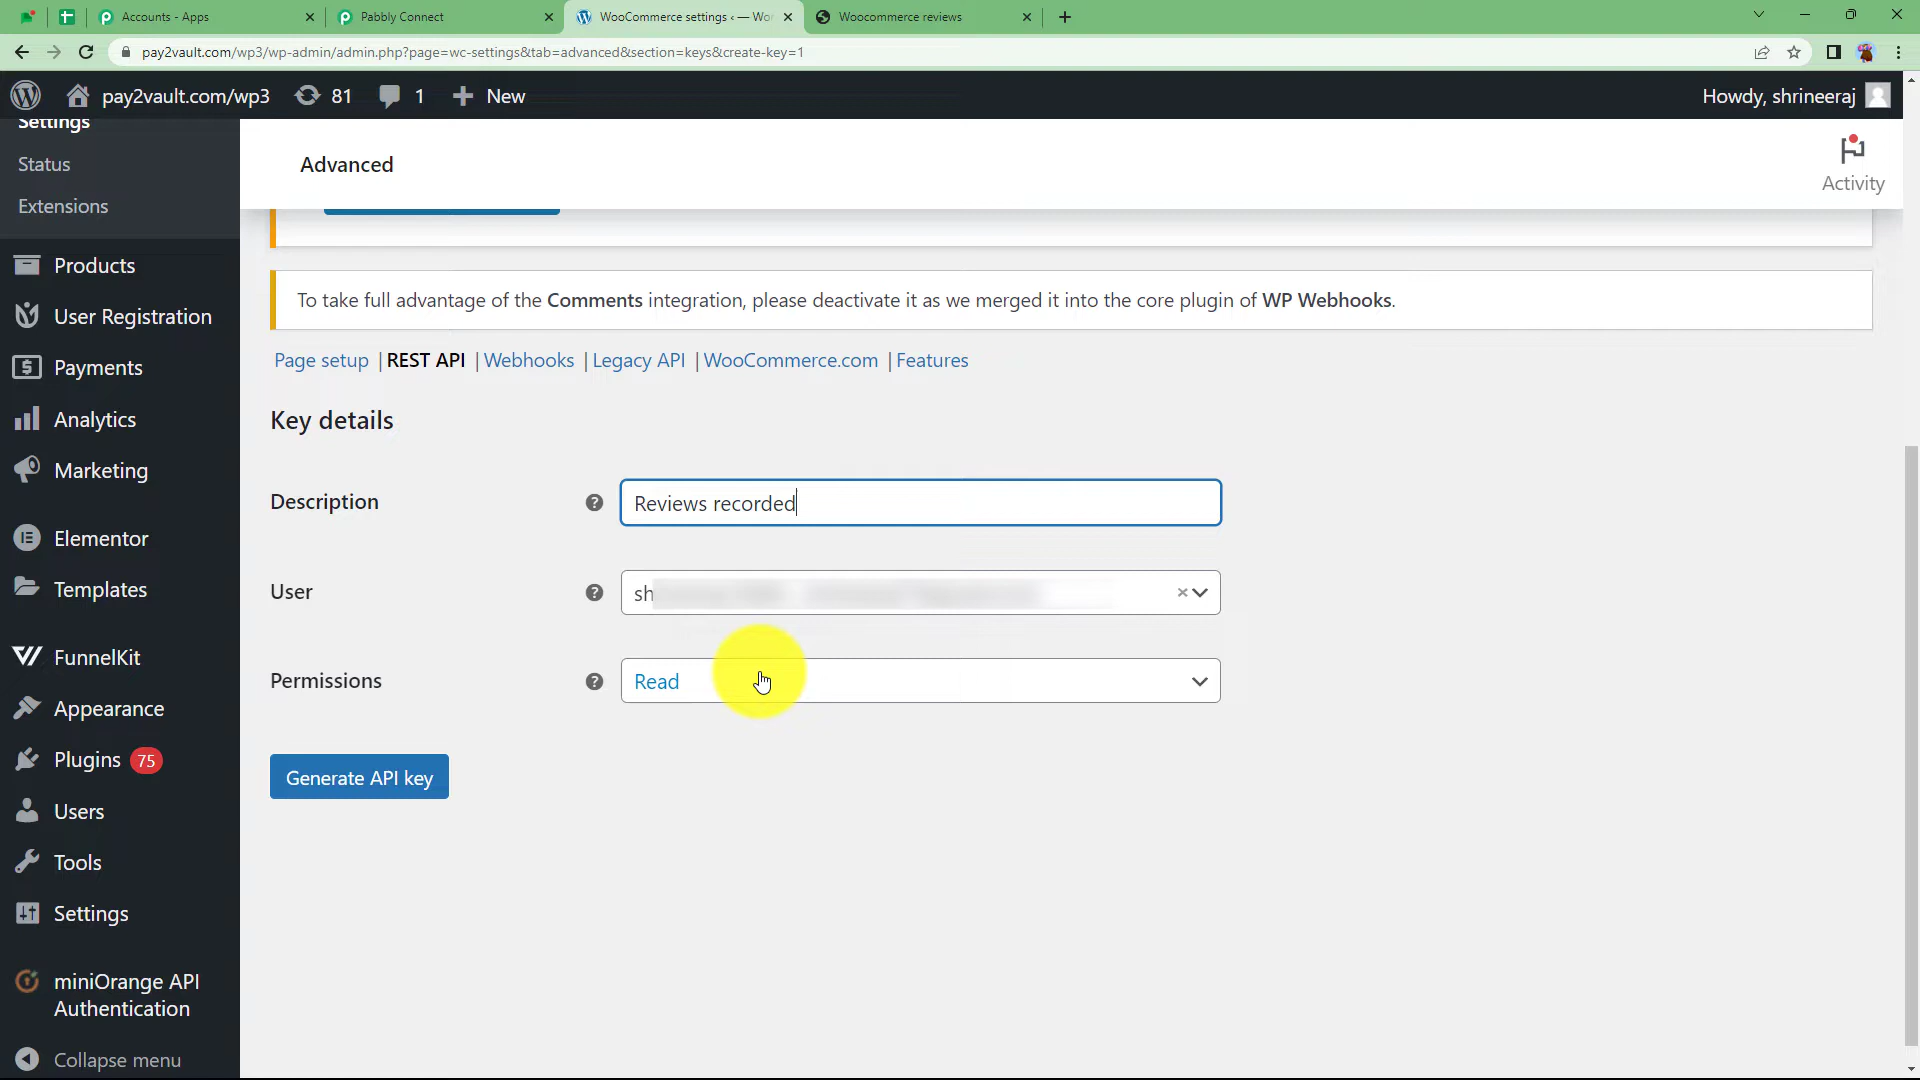 Accounts - Apps
Pabbly Connect
WooCommerce settings ‹ — Wo
Woocommerce reviews
pay2vault.com/wp3/wp-admin/admin.php?page=wc-settings&tab=advanced&section=keys&create-key=1
pay2vault.com/wp3
81
1
New
Howdy, shrineeraj
Settings
Status
Extensions
Products
User Registration
Payments
Analytics
Marketing
Elementor
Templates
FunnelKit
Appearance
Plugins 75
Users
Tools
Settings
miniOrange API
Authentication
Collapse menu
Advanced
Activity
To take full advantage of the Comments integration, please deactivate it as we merged it into the core plugin of WP Webhooks.
Page setup | REST API | Webhooks | Legacy API | WooCommerce.com | Features
Key details
Description
Reviews recorded
User
sh
Permissions
Read
Generate API key